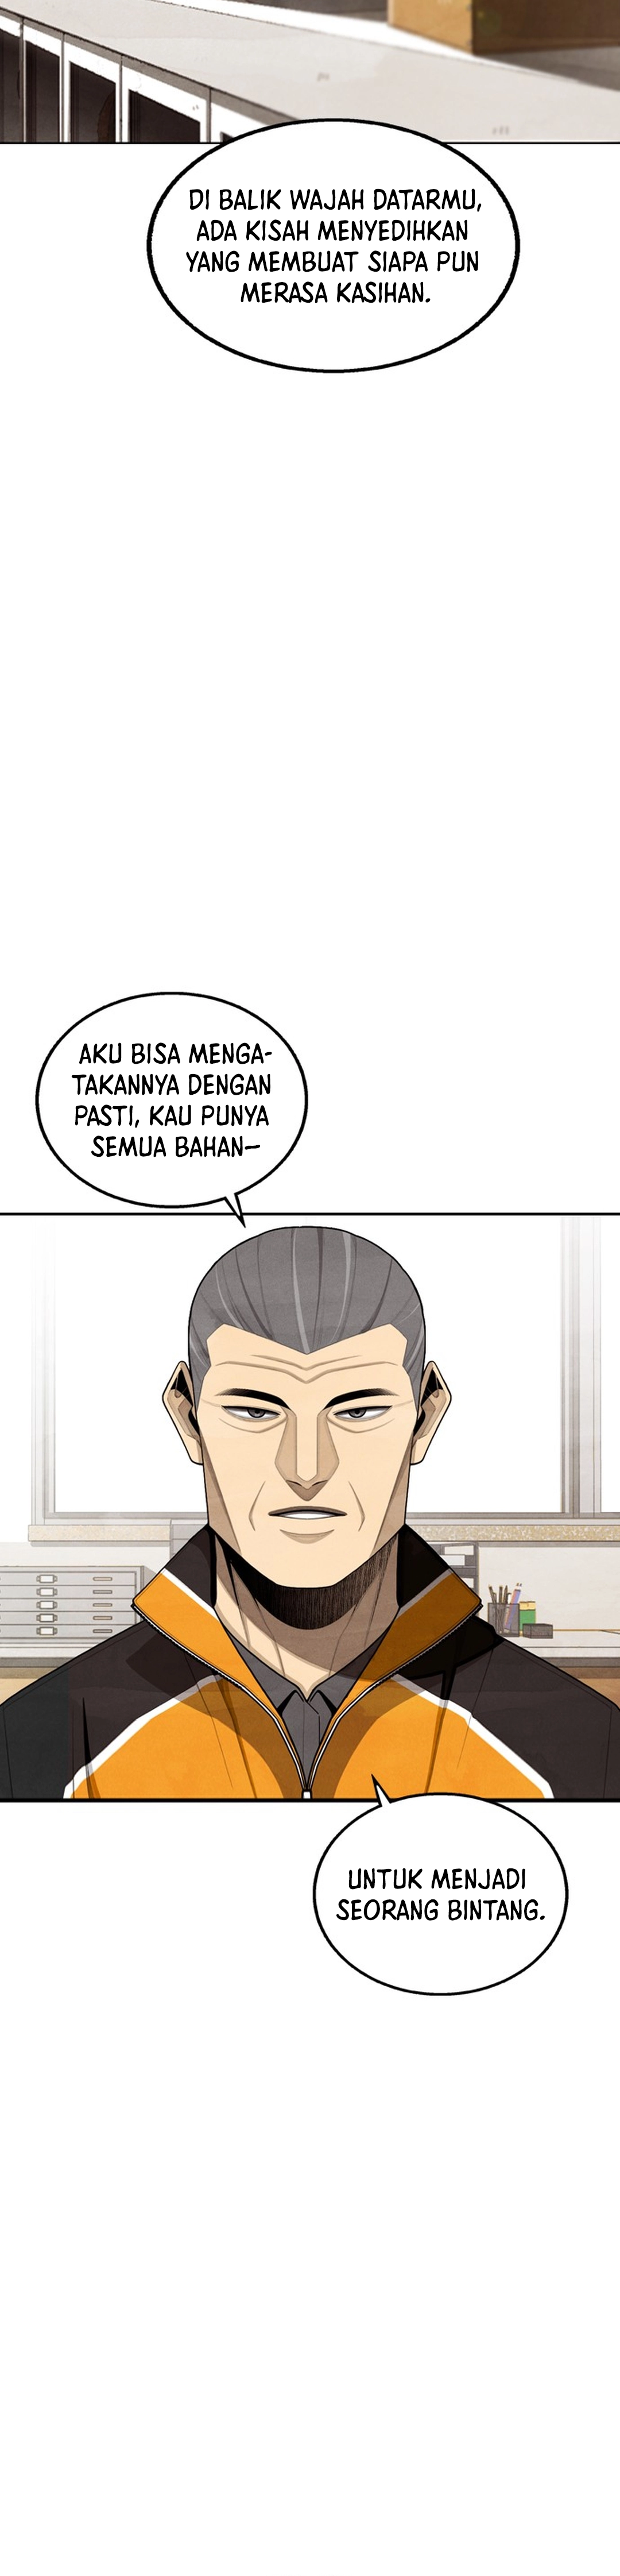 DI BALIK WAJAH DATARMU,
ADA KISAH MENYEDIHKAN
YANG MEMBUAT SIAPA PUN
MERASA KASIHAN.
AKU BISA MENGA-
TAKANNYA DENGAN
PASTI, KAU PUNYA
SEMUA BAHAN—
UNTUK MENJADI
SEORANG BINTANG.